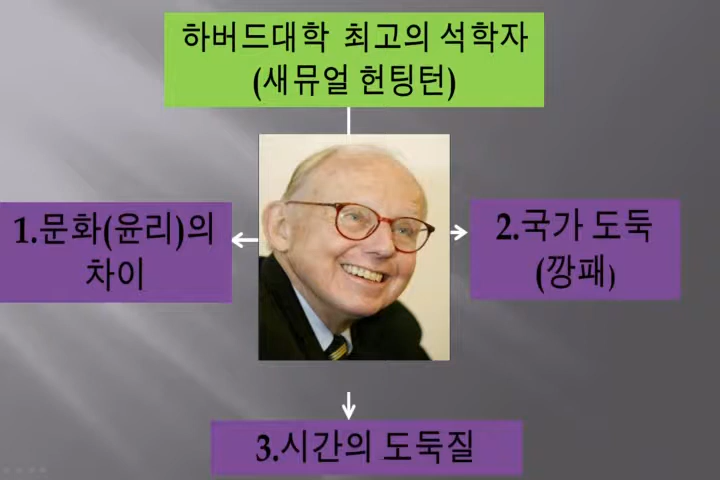 하버드대학 최고의 석학자
(새뮤얼 헌팅턴)
1.문화(윤리)의
차이
2.국가 도둑
(깡패)
3.시간의 도둑질